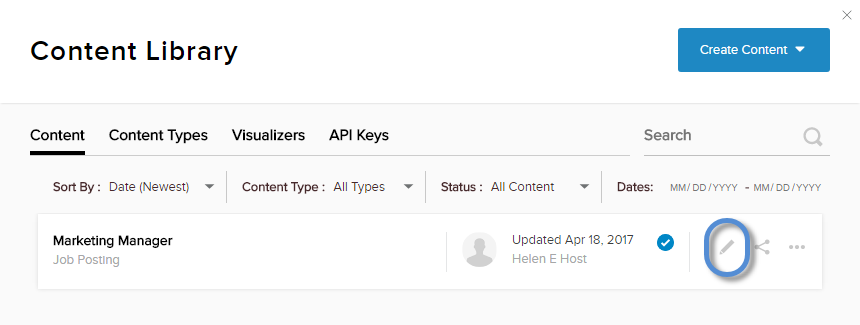 Content Library
Create Content
Content Content Types Visualizers API Keys Search
Sort By : Date (Newest) Content Type : All Types Status : All Content Dates: MM/ DD /YYYY - MM/ DD /YYYY
Marketing Manager
Job Posting
Updated Apr 18, 2017
Helen E Host